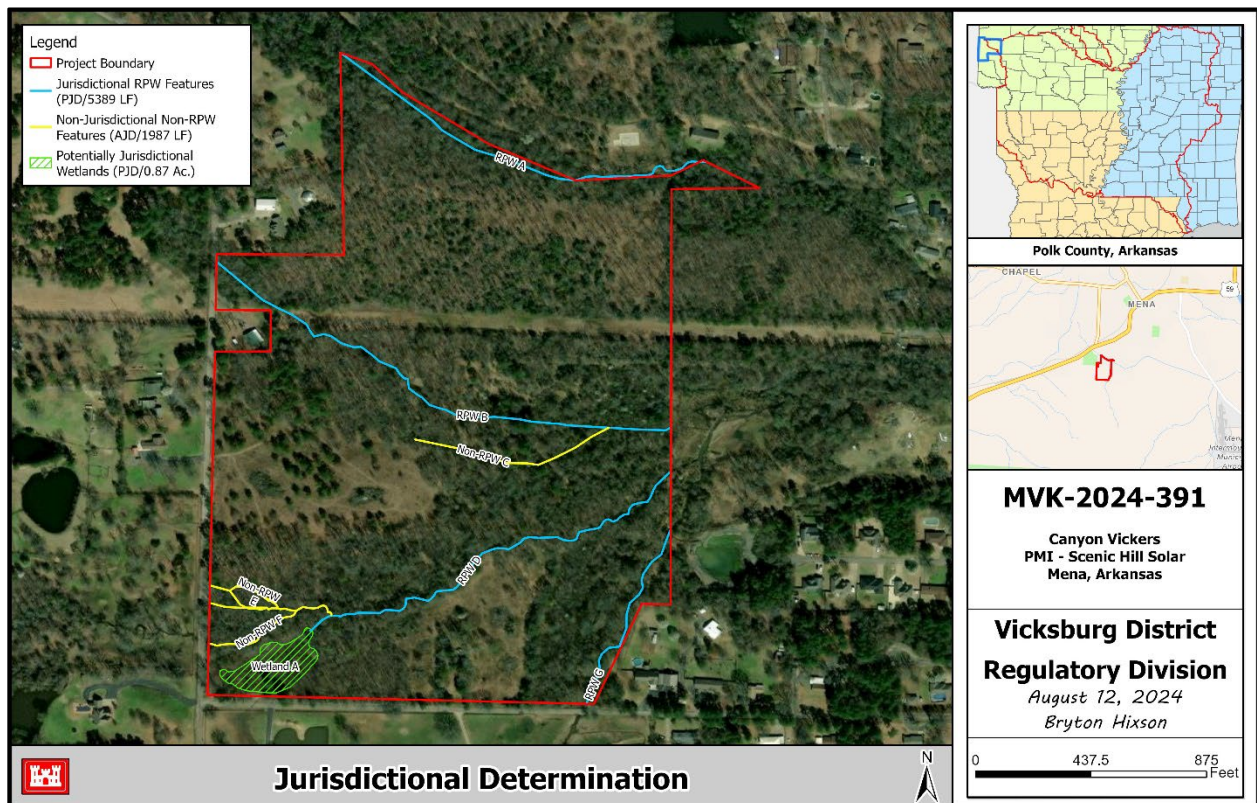 Legend
Project Boundary
Jurisdictional RPW Features
(PJD/5389 LF)
Non-Jurisdictional Non-RPW
Features (AJD/1987 LF)
Potentially Jurisdictional
Wetlands (PJD/0.87 Ac.)
RPW A
RPW B
Non-RPW C
RPW D
Non-RPW
E
Non-RPW F
Wetland A
RPW G
Jurisdictional Determination
N
Polk County, Arkansas
CHAPEL
MENA
59
Intermou
Munic
MVK-2024-391
Canyon Vickers
PMI - Scenic Hill Solar
Mena, Arkansas
Vicksburg District
Regulatory Division
August 12, 2024
Bryton Hixson
0 437.5 875
Feet